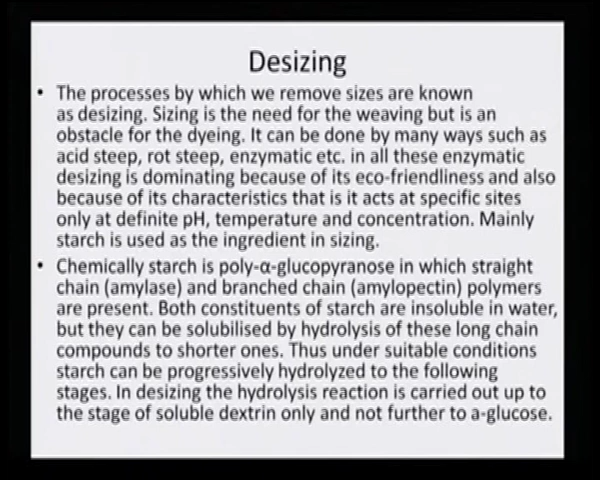 Desizing
• The processes by which we remove sizes are known
as desizing. Sizing is the need for the weaving but is an
obstacle for the dyeing. It can be done by many ways such as
acid steep, rot steep, enzymatic etc. in all these enzymatic
desizing is dominating because of its eco-friendliness and also
because of its characteristics that is it acts at specific sites
only at definite pH, temperature and concentration. Mainly
starch is used as the ingredient in sizing.
• Chemically starch is poly-α-glucopyranose in which straight
chain (amylase) and branched chain (amylopectin) polymers
are present. Both constituents of starch are insoluble in water,
but they can be solubilised by hydrolysis of these long chain
compounds to shorter ones. Thus under suitable conditions
starch can be progressively hydrolyzed to the following
stages. In desizing the hydrolysis reaction is carried out up to
the stage of soluble dextrin only and not further to a-glucose.